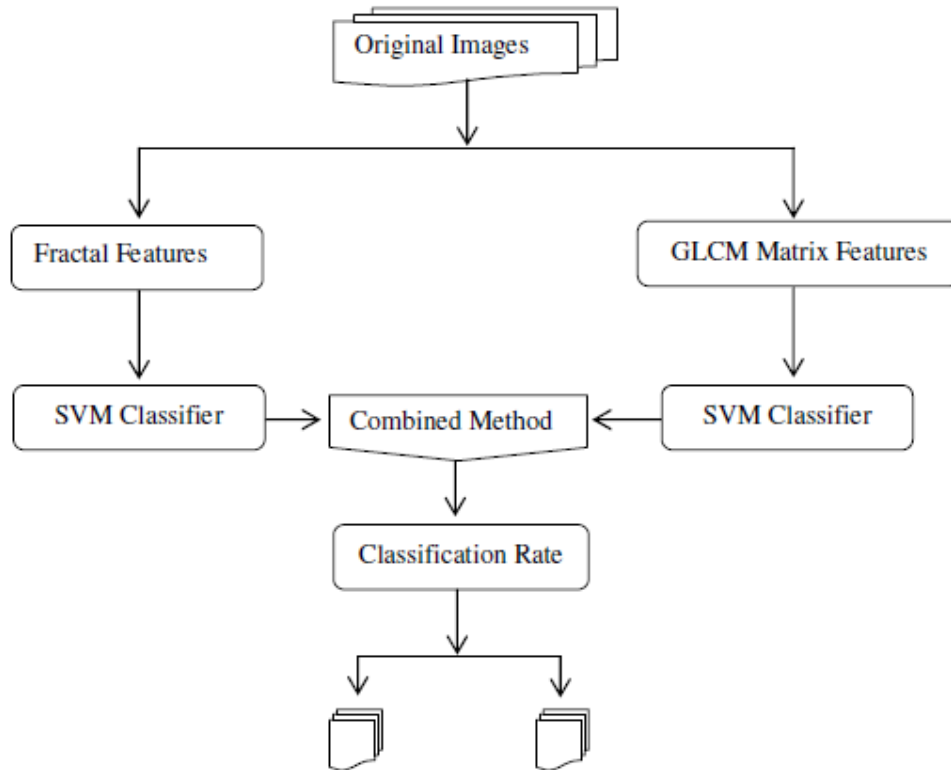 Original Images
Fractal Features
GLCM Matrix Features
SVM Classifier
Combined Method
SVM Classifier
Classification Rate